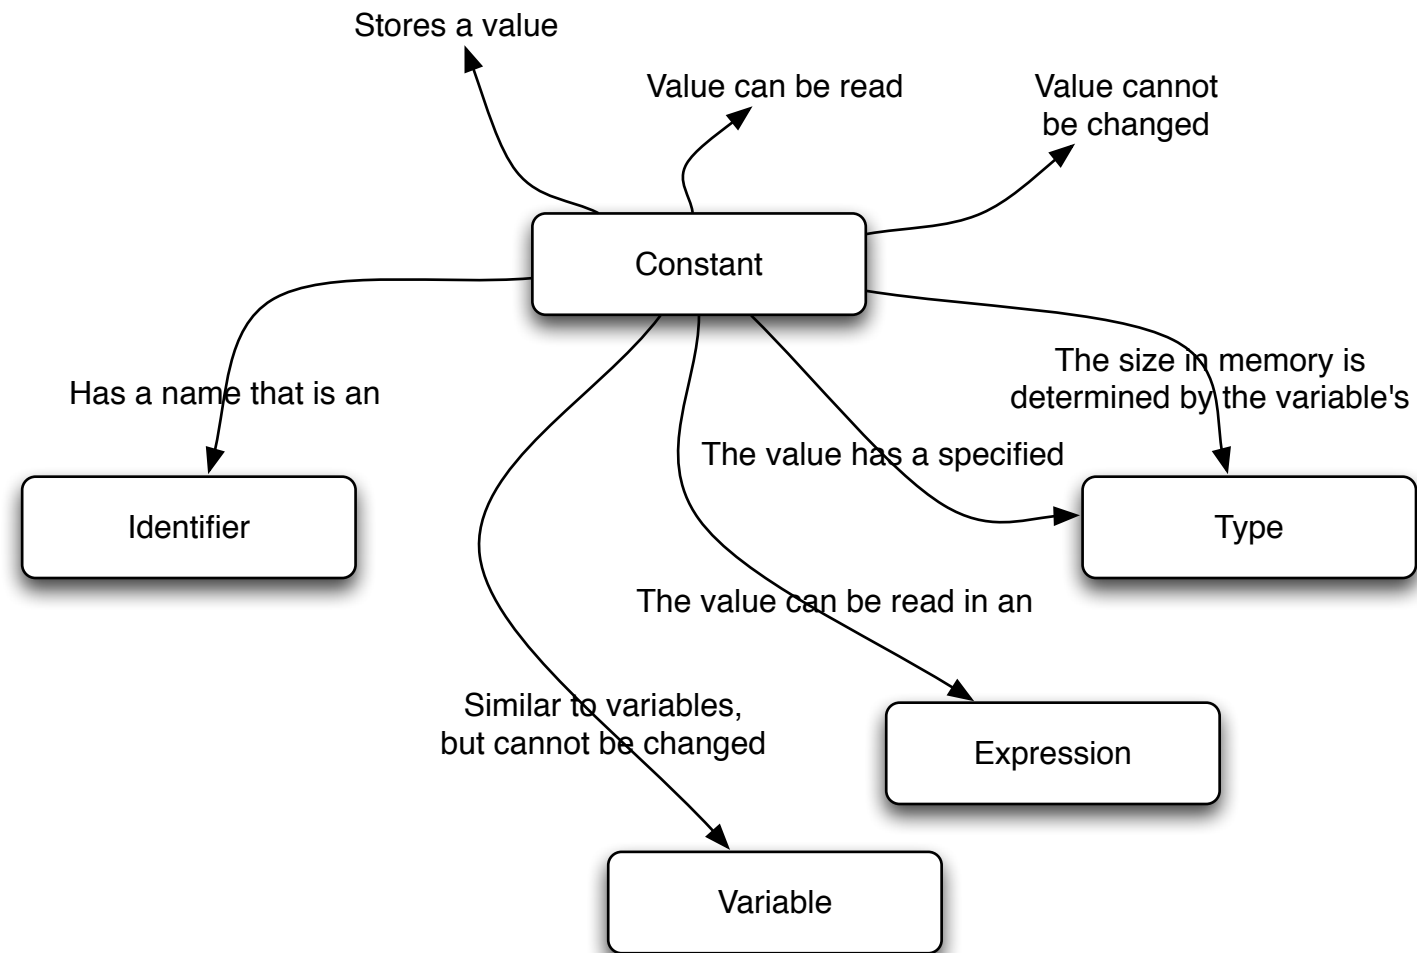 Stores a value
Value can be read
Value cannot
be changed
Constant
The size in memory is
determined by the variable's
Has a name that is an
The value has a specified
Identifier
Type
The value can be read in an
Similar to variables,
but cannot be changed
Expression
Variable